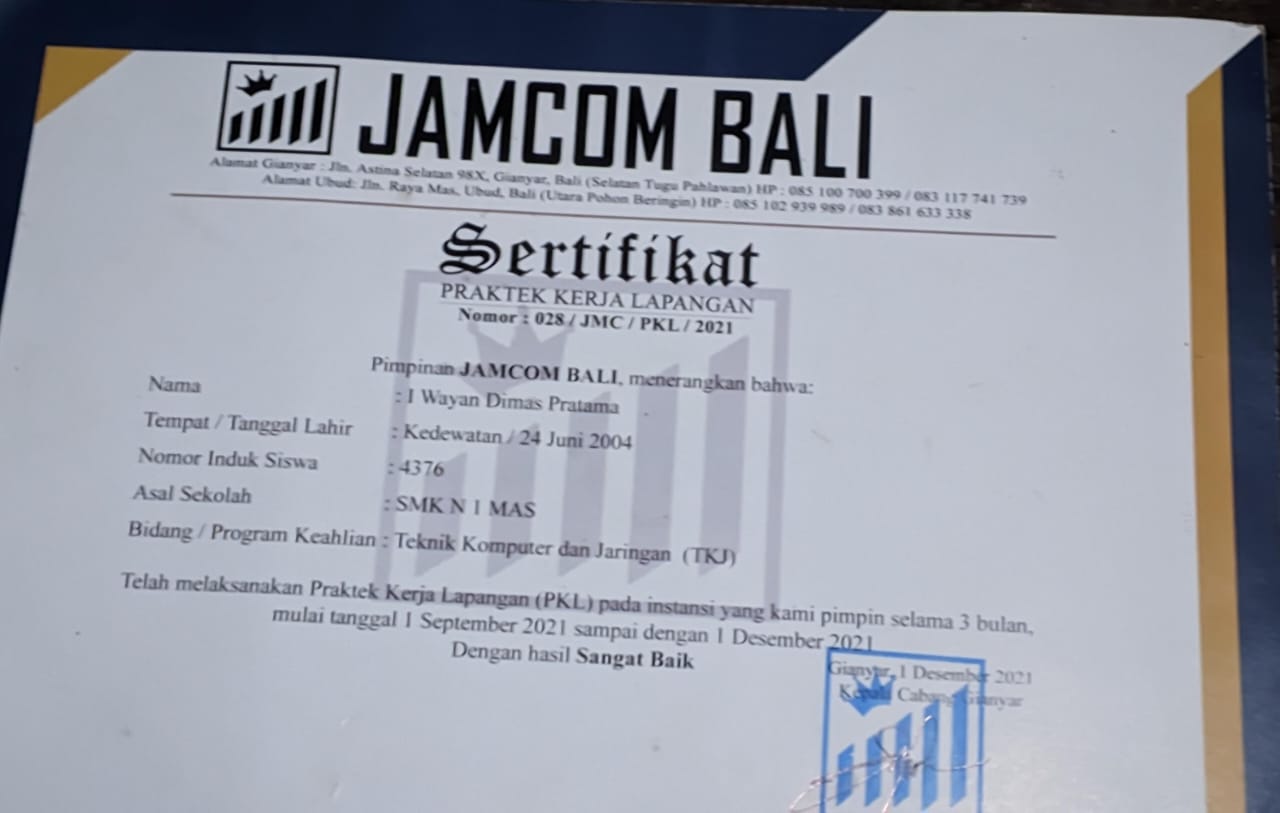 JAMCOM BALI
Alamat Gianyar : Jln. Astina Selatan 98X, Gianyar, Bali (Selatan Tugu Pahlawan) HP : 085 100 700 399 / 083 117 741 739
Alamat Ubud: Jln. Raya Mas, Ubud, Bali (Utara Pohon Beringin) HP : 085 102 939 989 / 083 861 633 338
Sertifikat
PRAKTEK KERJA LAPANGAN
Nomor : 028 / JMC / PKL / 2021
Pimpinan JAMCOM BALI, menerangkan bahwa:
Nama : I Wayan Dimas Pratama
Tempat / Tanggal Lahir : Kedewatan / 24 Juni 2004
Nomor Induk Siswa : 4376
Asal Sekolah : SMK N 1 MAS
Bidang / Program Keahlian : Teknik Komputer dan Jaringan (TKJ)
Telah melaksanakan Praktek Kerja Lapangan (PKL) pada instansi yang kami pimpin selama 3 bulan,
mulai tanggal 1 September 2021 sampai dengan 1 Desember 2021
Dengan hasil Sangat Baik
Gianyar, 1 Desember 2021
Kepala Cabang Gianyar